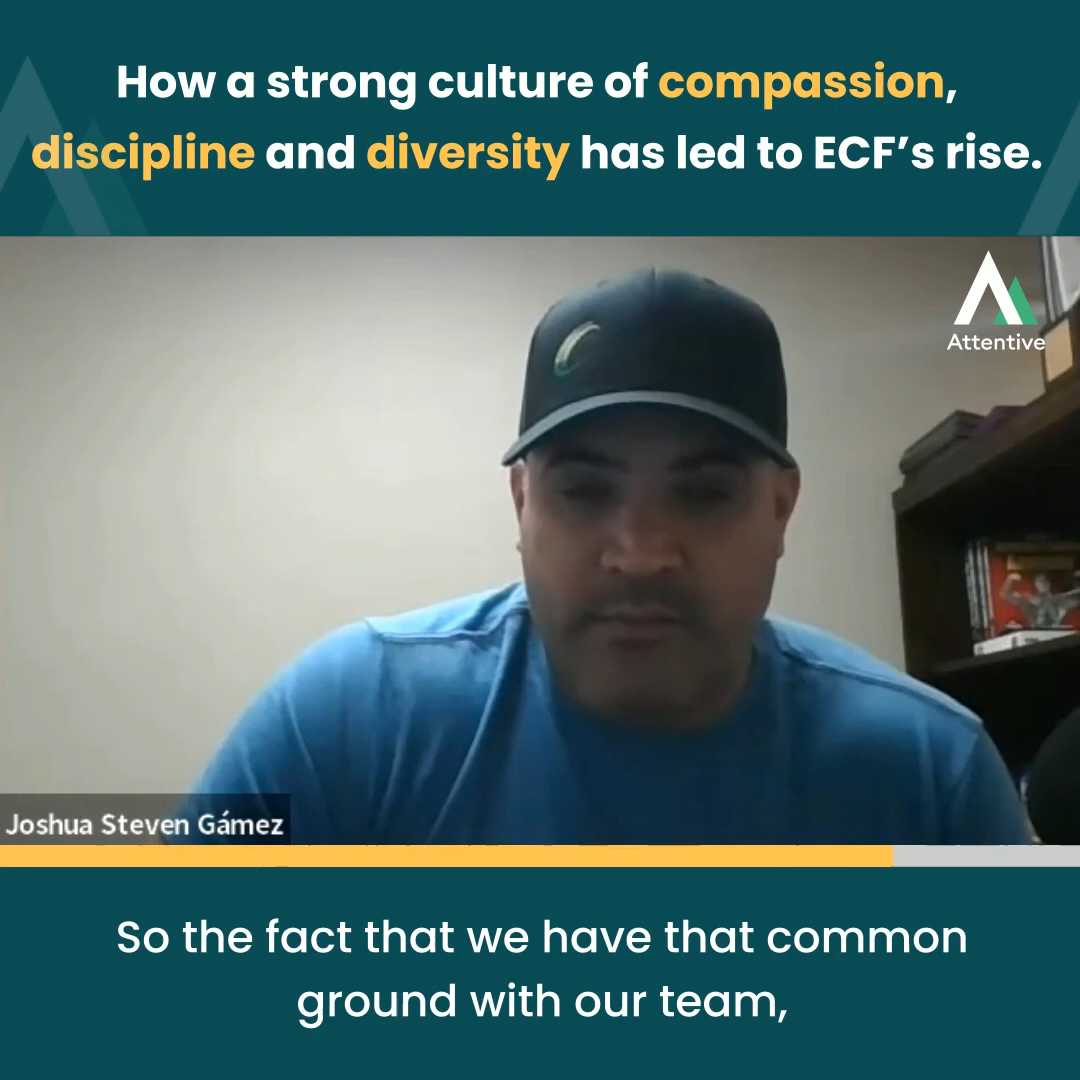 How a strong culture of compassion,
discipline and diversity has led to ECF’s rise.
Attentive
Joshua Steven Gámez
So the fact that we have that common
ground with our team,